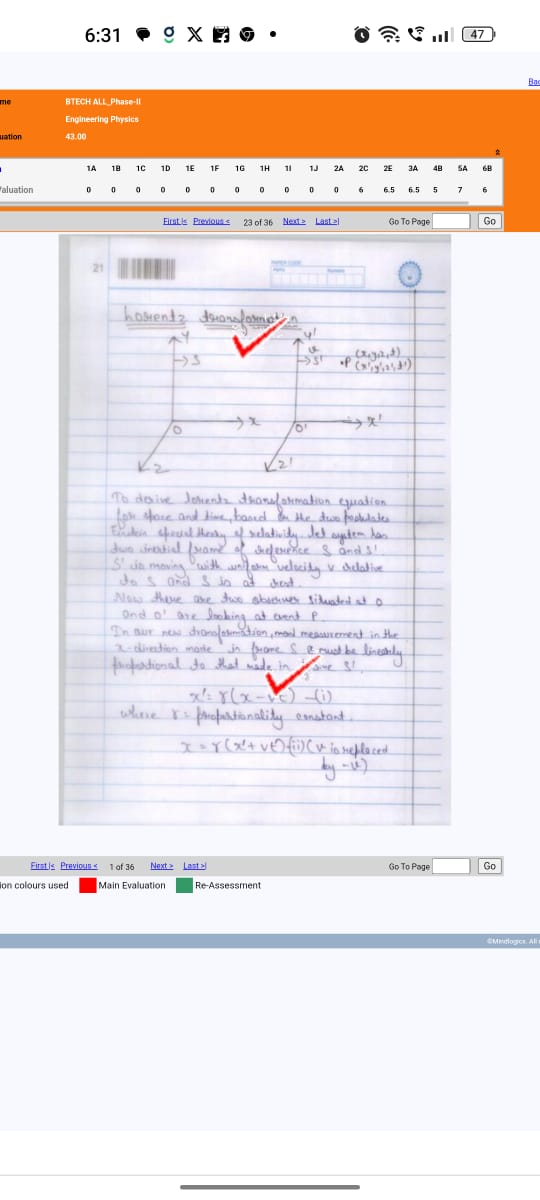 6:31
47
Bac
me
BTECH ALL_Phase-II
Engineering Physics
uation
43.00
1A 1B 1C 1D 1E 1F 1G 1H 1I 1J 2A 2C 2E 3A 4B 5A 6B
/aluation 0 0 0 0 0 0 0 0 0 0 0 6 6.5 6.5 5 7 6
First |< Previous < 23 of 36 Next > Last >| Go To Page Go
21
Lorentz transformation
Y Y'
→S v →S' •P (x,y,z,t)
(x',y',z',t')
O x O' x'
Z Z'
To derive lorentz transformation equation
for space and time, based on the two postulates
Einstein special theory of relativity. Let system has
two inertial frame of reference S and S'
S' is moving with uniform velocity v relative
to S and S is at rest.
Now there are two observer situated at O
and O' are looking at event P.
In our new transformation, measurement in the
x-direction made in frame S must be linearly
proportional to that made in S'
x' = γ(x - vt) —(i)
where γ = proportionality constant.
x = γ(x' + vt') —(ii) (v is replaced
by -v)
First |< Previous < 1 of 36 Next > Last >| Go To Page Go
ion colours used Main Evaluation Re-Assessment
©Mindlogicx. All